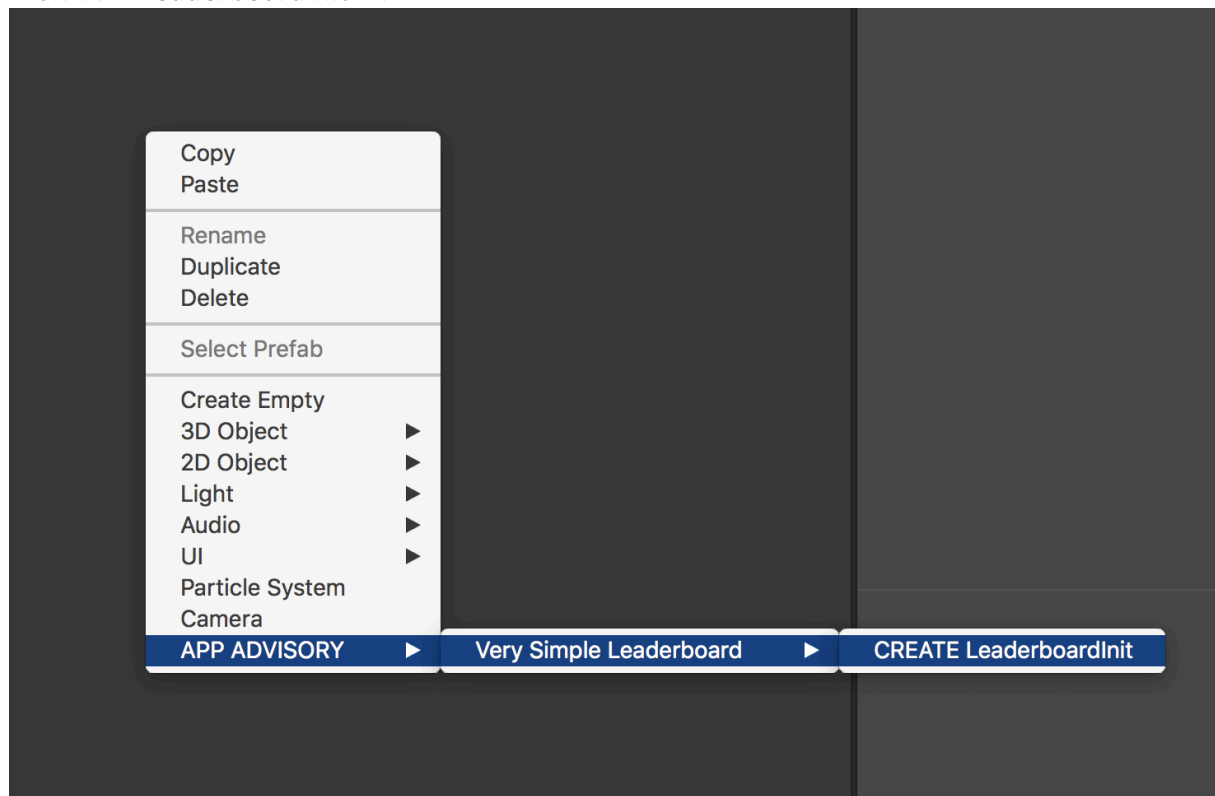 Copy
Paste
Rename
Duplicate
Delete
Select Prefab
Create Empty
3D Object
2D Object
Light
Audio
UI
Particle System
Camera
APP ADVISORY Very Simple Leaderboard CREATE LeaderboardInit